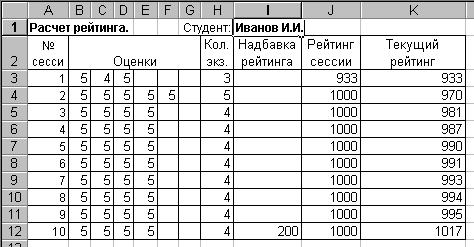 A B C D E F G H I J K
1 Расчет рейтинга. Студент: Иванов И.И.
2 № сесси Оценки Кол. экз. Надбавка рейтинга Рейтинг сессии Текущий рейтинг
3 1 5 4 5 3 933 933
4 2 5 5 5 5 5 5 1000 970
5 3 5 5 5 5 4 1000 981
6 4 5 5 5 5 4 1000 987
7 5 5 5 5 5 4 1000 990
8 6 5 5 5 5 4 1000 991
9 7 5 5 5 5 4 1000 993
10 8 5 5 5 5 4 1000 994
11 9 5 5 5 5 4 1000 995
12 10 5 5 5 5 4 200 1000 1017